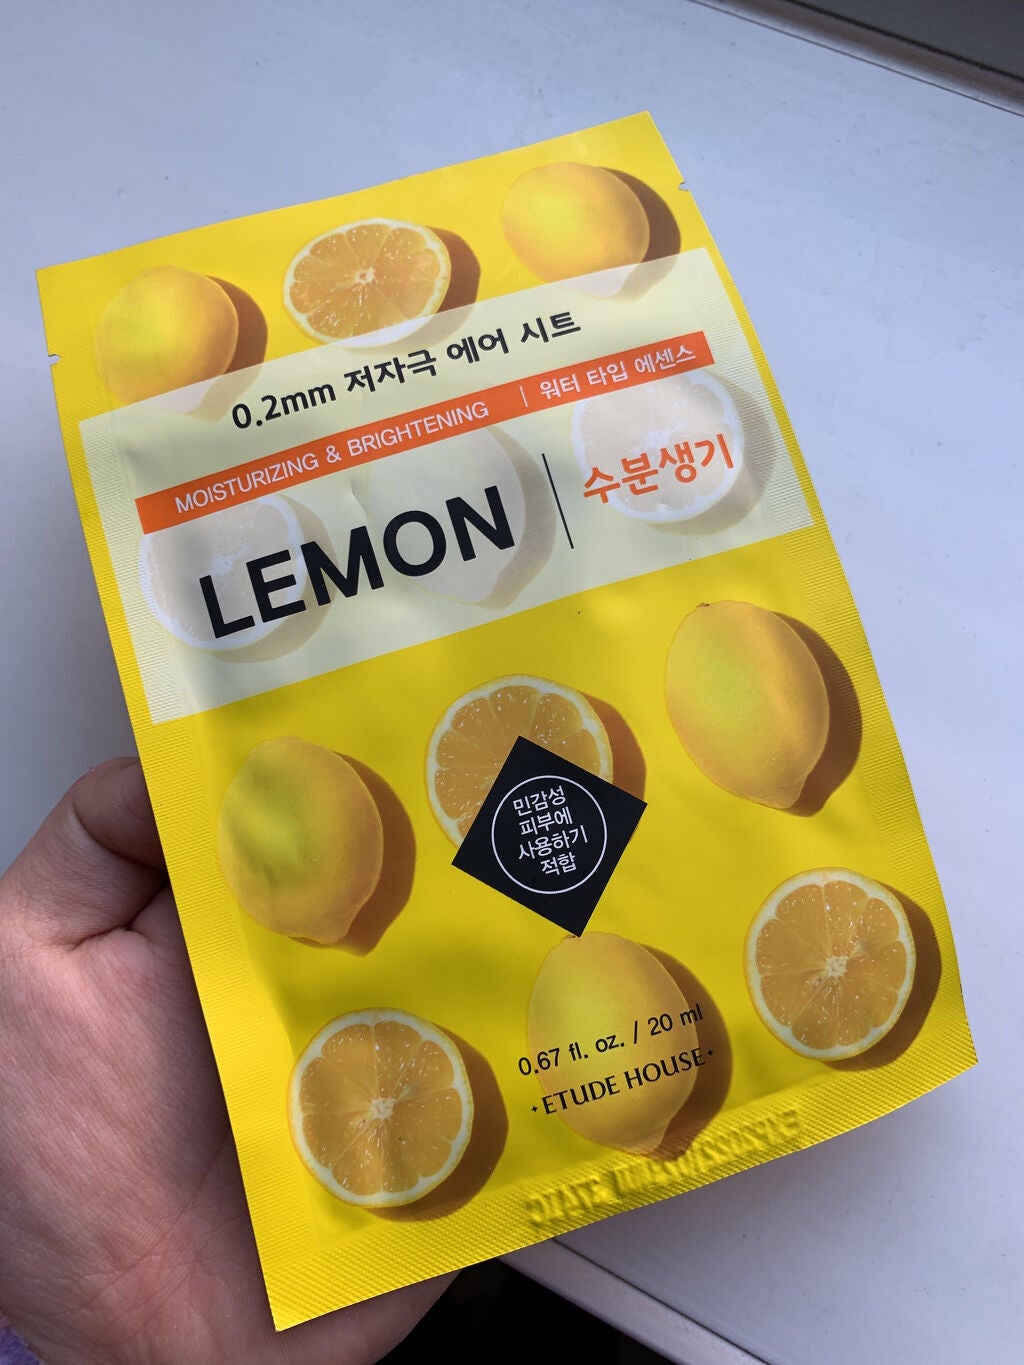 0.2mm 저자극 에어 시트
MOISTURIZING & BRIGHTENING | 워터 타입 에센스
LEMON | 수분생기
민감성
피부에
사용하기
적합
0.67 fl. oz. / 20 ml
ETUDE HOUSE